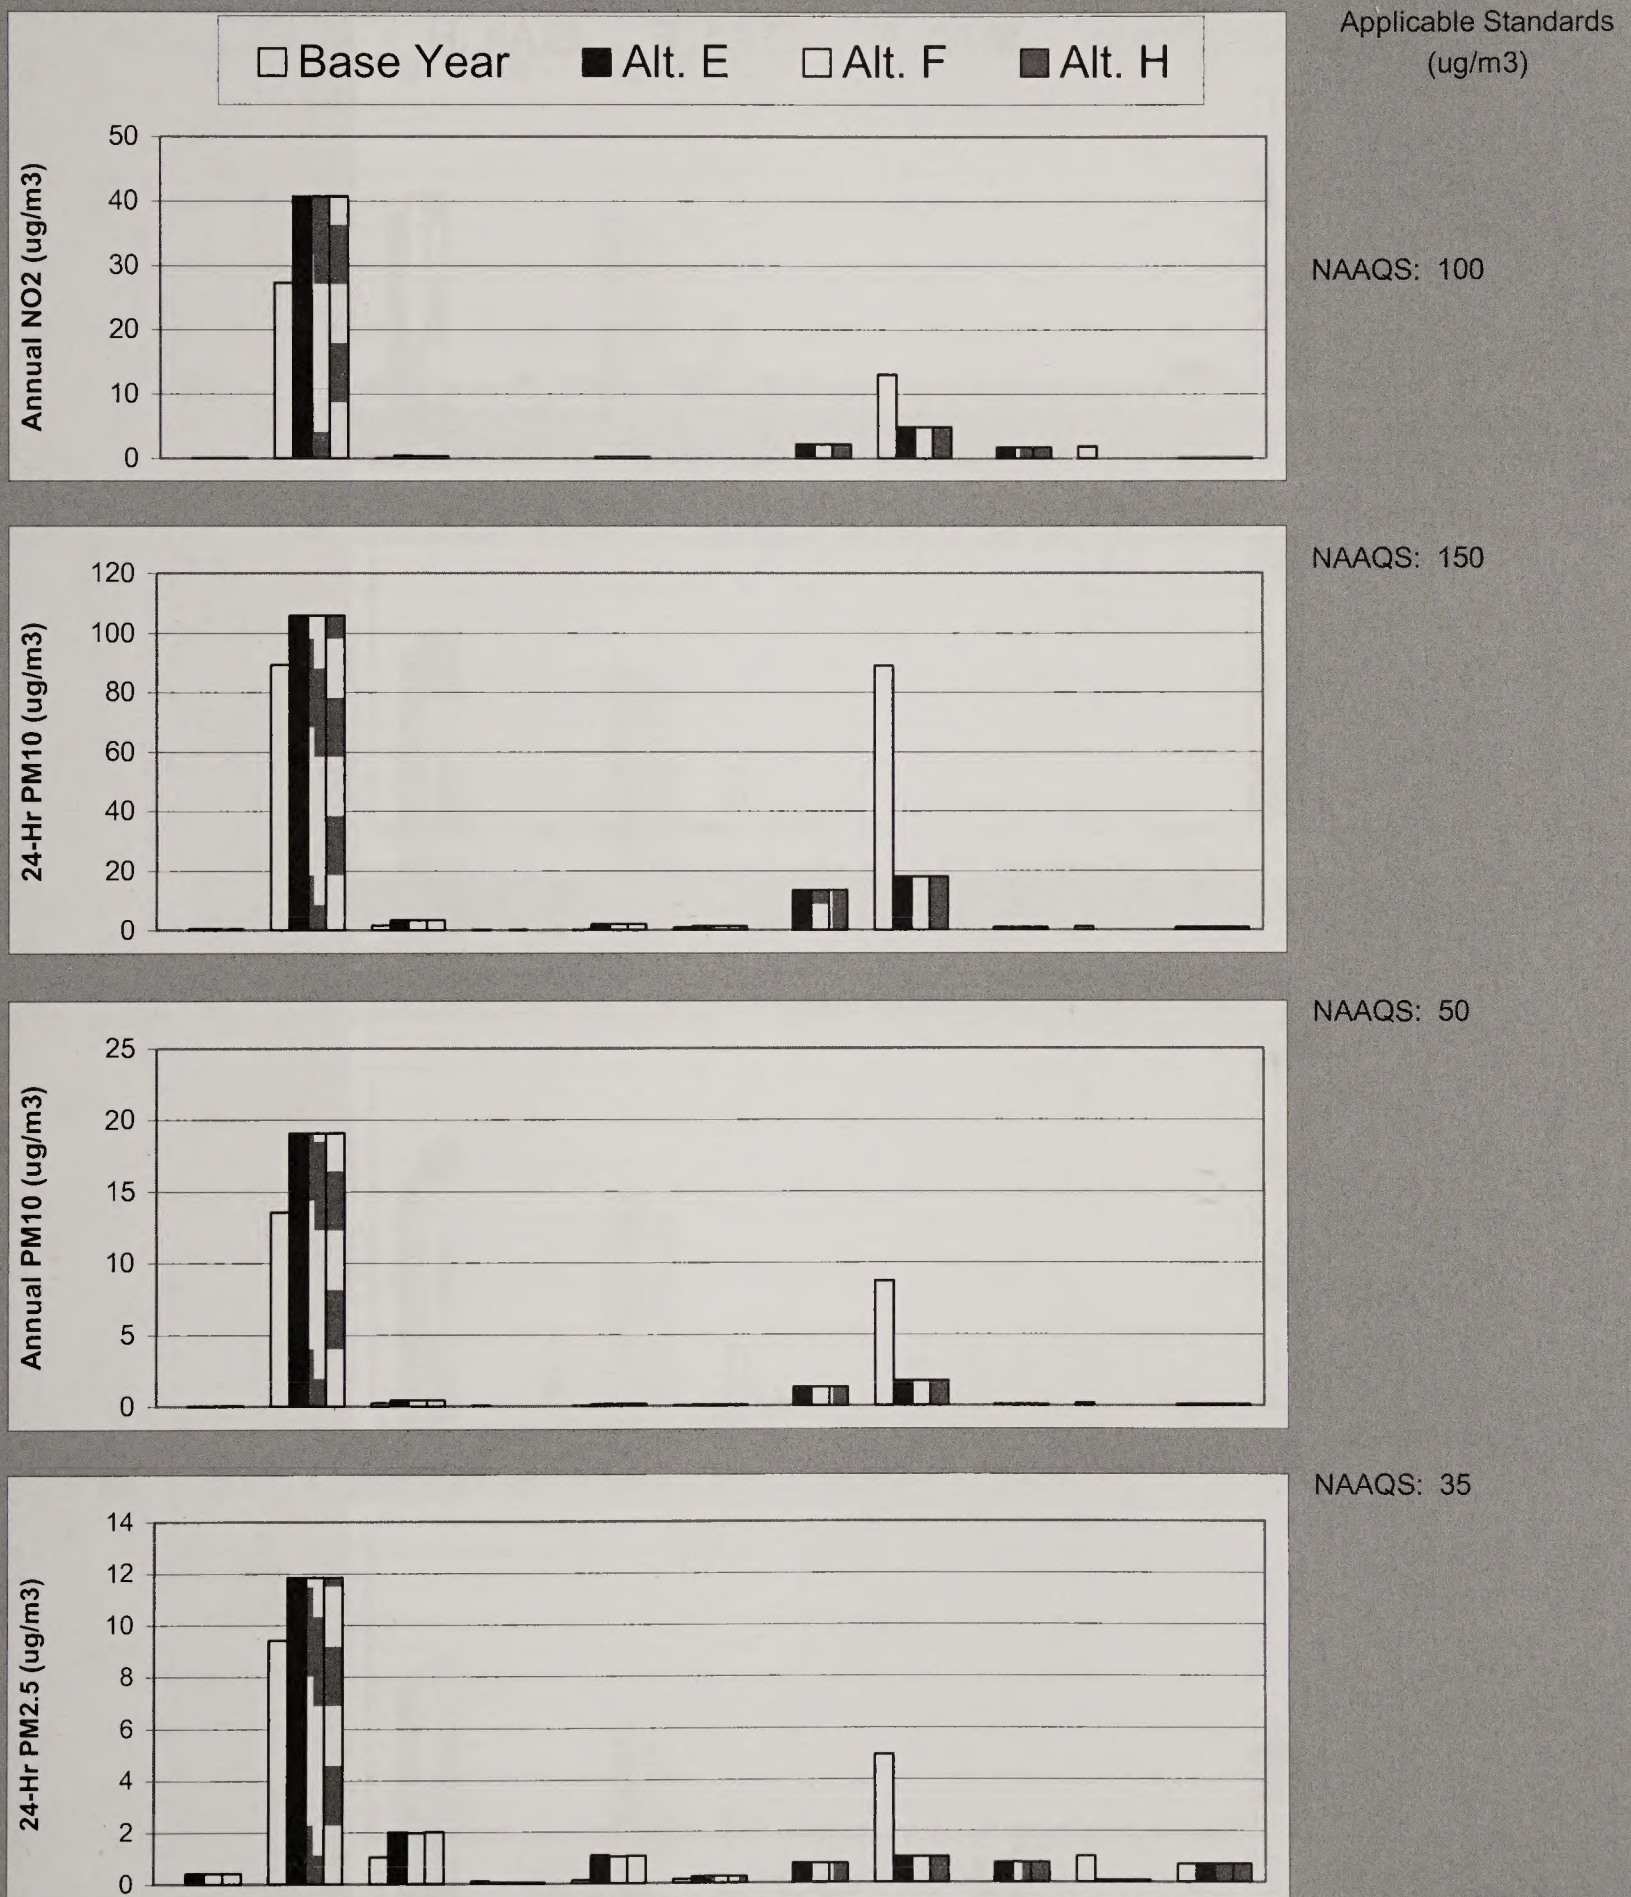 Applicable Standards
(ug/m3)
Base Year Alt. E Alt. F Alt. H
Annual NO2 (ug/m3)
50
40
30
20
10
0
NAAQS: 100
24-Hr PM10 (ug/m3)
120
100
80
60
40
20
0
NAAQS: 150
Annual PM10 (ug/m3)
25
20
15
10
5
0
NAAQS: 50
24-Hr PM2.5 (ug/m3)
14
12
10
8
6
4
2
0
NAAQS: 35